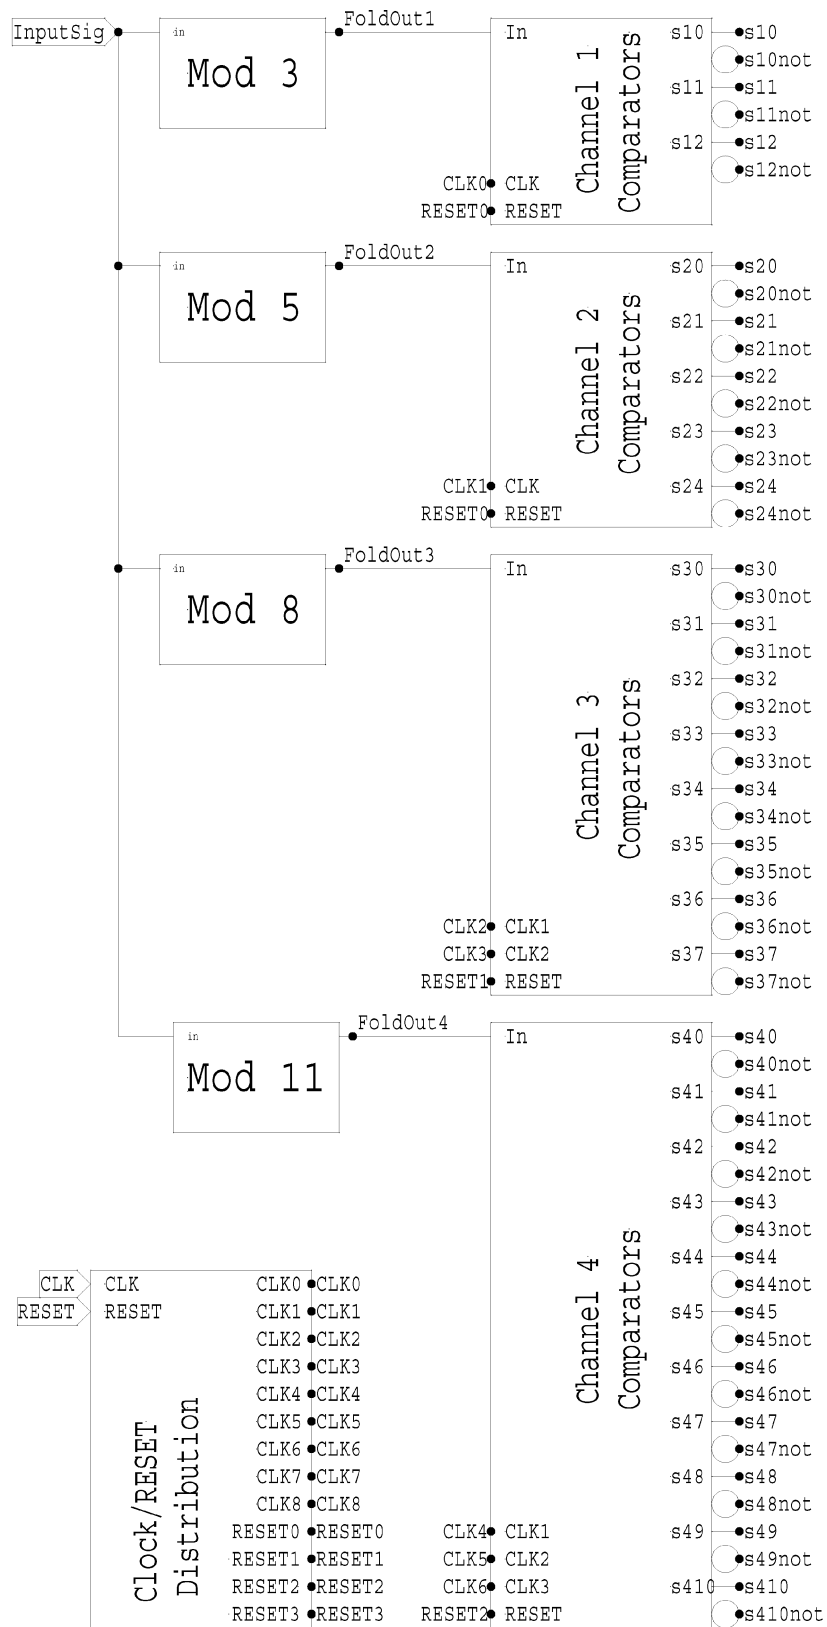 InputSig
in
Mod 3
FoldOut1
In
Channel 1
Comparators
CLK0 CLK
RESET0 RESET
s10 s10
s10not
s11 s11
s11not
s12 s12
s12not
in
Mod 5
FoldOut2
In
Channel 2
Comparators
CLK1 CLK
RESET0 RESET
s20 s20
s20not
s21 s21
s21not
s22 s22
s22not
s23 s23
s23not
s24 s24
s24not
in
Mod 8
FoldOut3
In
Channel 3
Comparators
CLK2 CLK1
CLK3 CLK2
RESET1 RESET
s30 s30
s30not
s31 s31
s31not
s32 s32
s32not
s33 s33
s33not
s34 s34
s34not
s35 s35
s35not
s36 s36
s36not
s37 s37
s37not
in
Mod 11
FoldOut4
In
Channel 4
Comparators
CLK4 CLK1
CLK5 CLK2
CLK6 CLK3
RESET2 RESET
s40 s40
s40not
s41 s41
s41not
s42 s42
s42not
s43 s43
s43not
s44 s44
s44not
s45 s45
s45not
s46 s46
s46not
s47 s47
s47not
s48 s48
s48not
s49 s49
s49not
s410 s410
s410not
CLK CLK
RESET RESET
Clock/RESET
Distribution
CLK0 CLK0
CLK1 CLK1
CLK2 CLK2
CLK3 CLK3
CLK4 CLK4
CLK5 CLK5
CLK6 CLK6
CLK7 CLK7
CLK8 CLK8
RESET0 RESET0
RESET1 RESET1
RESET2 RESET2
RESET3 RESET3